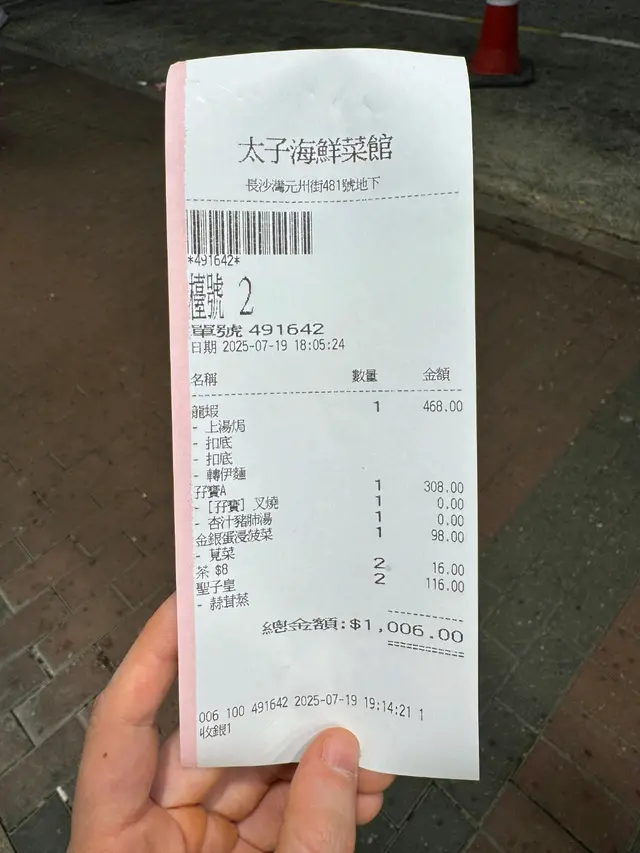 太子海鮮菜館
長沙灣元州街481號地下
*491642*
檯號 2
單號 491642
日期 2025-07-19 18:05:24
名稱 數量 金額
龍蝦 1 468.00
- 上湯焗
- 扣底
- 扣底
- 轉伊麵
孖寶A 1 308.00
- [孖寶] 叉燒 1 0.00
- 杏汁豬肺湯 1 0.00
金銀蛋浸菠菜 1 98.00
- 莧菜
茶 $8 2 16.00
聖子皇 2 116.00
- 蒜茸蒸
總金額:$1,006.00
006 100 491642 2025-07-19 19:14:21 1
收銀1